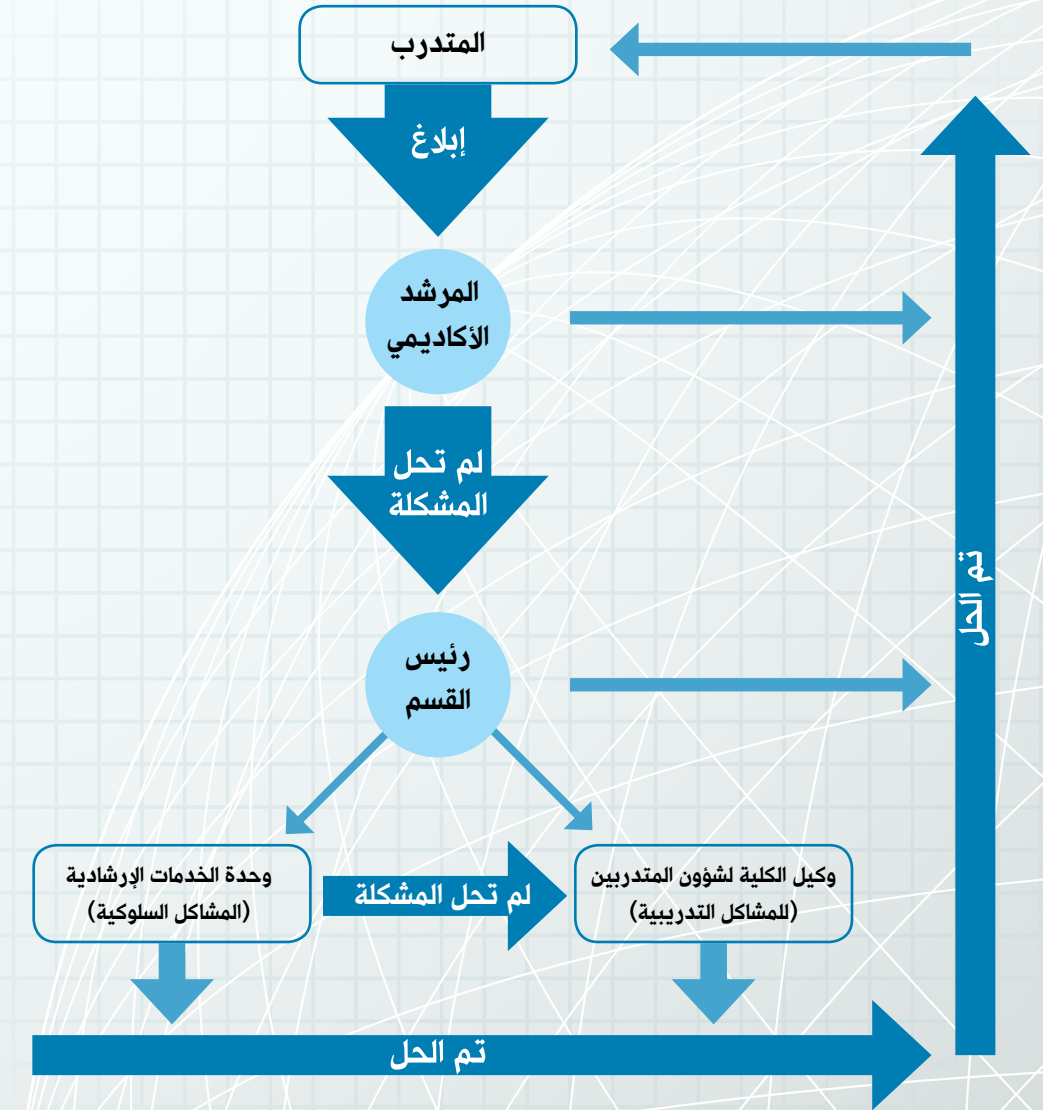 المتدرب
إبلاغ
المرشد
الأكاديمي
لم تحل
المشكلة
رئيس
القسم
تم الحل
وكيل الكلية لشؤون المتدربين
(للمشاكل التدريبية)
لم تحل المشكلة
وحدة الخدمات الإرشادية
(المشاكل السلوكية)
تم الحل